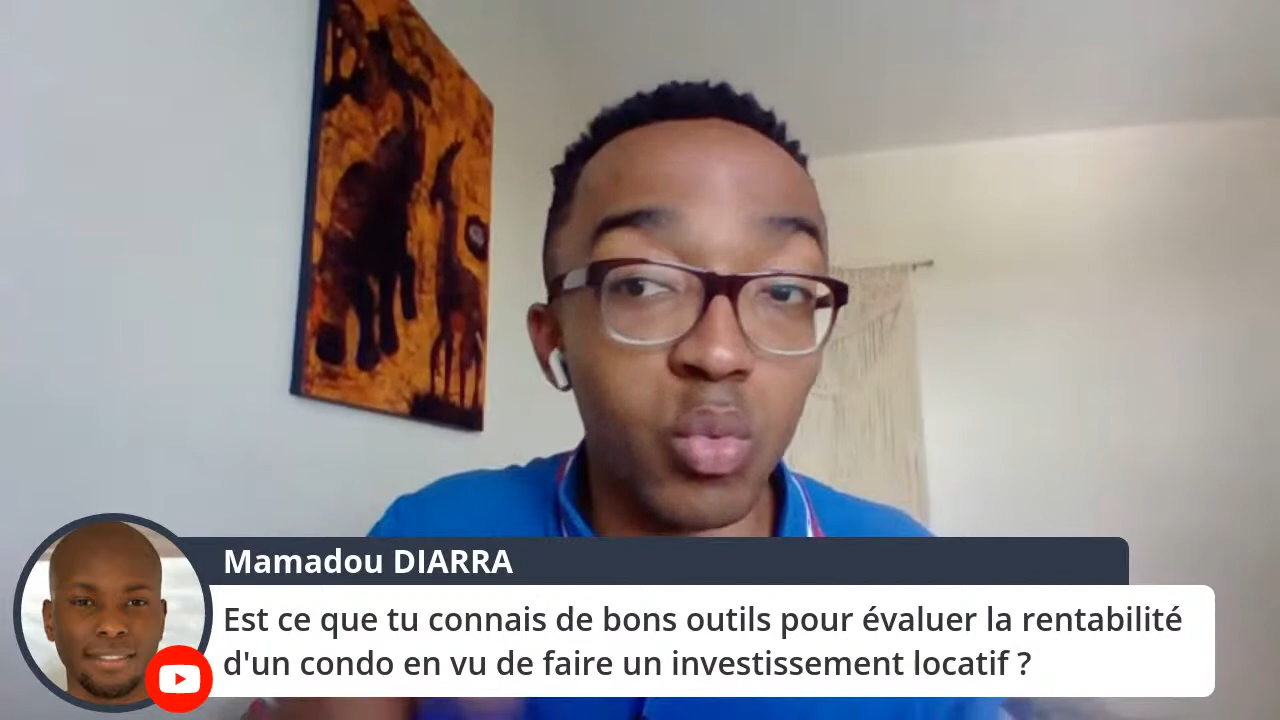 Mamadou DIARRA
Est ce que tu connais de bons outils pour évaluer la rentabilité
d'un condo en vu de faire un investissement locatif ?